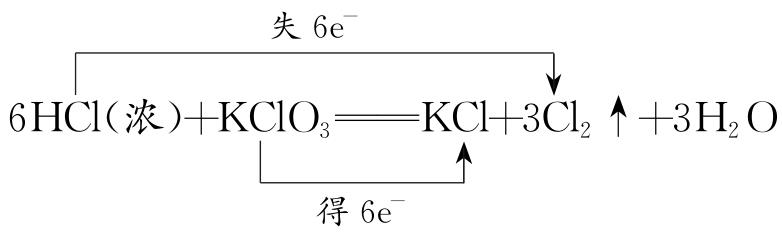 失 6e⁻
6HCl(浓)+KClO₃══KCl+3Cl₂ ↑ +3H₂O
得 6e⁻